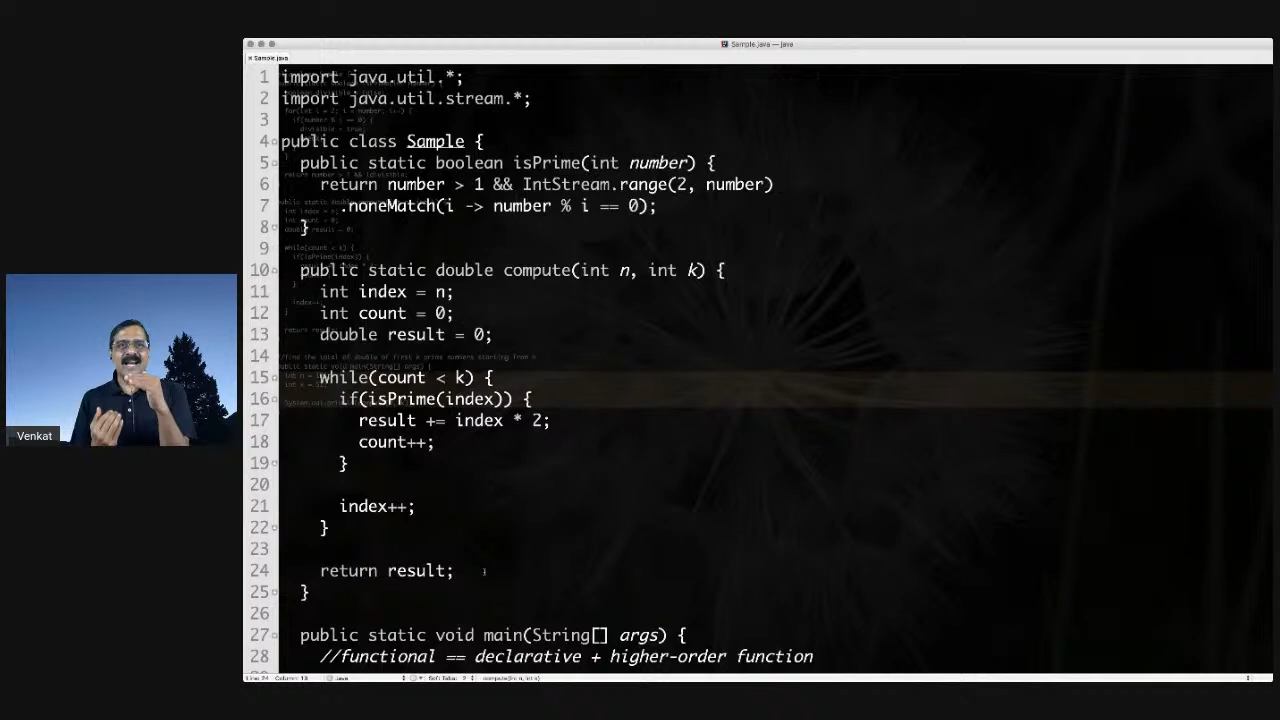 Sample.java — java
Sample.java
1 import java.util.*;
2 import java.util.stream.*;
3
4 public class Sample {
5 public static boolean isPrime(int number) {
6 return number > 1 && IntStream.range(2, number)
7 .noneMatch(i -> number % i == 0);
8 }
9
10 public static double compute(int n, int k) {
11 int index = n;
12 int count = 0;
13 double result = 0;
14
15 while(count < k) {
16 if(isPrime(index)) {
17 result += index * 2;
18 count++;
19 }
20
21 index++;
22 }
23
24 return result;
25 }
26
27 public static void main(String[] args) {
28 //functional == declarative + higher-order function
Venkat